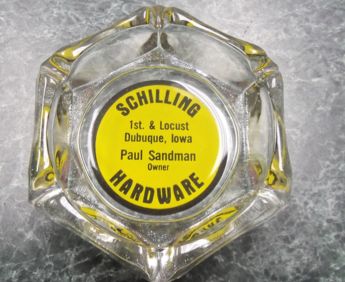 SCHILLING
1st. & Locust
Dubuque, Iowa
Paul Sandman
Owner
HARDWARE